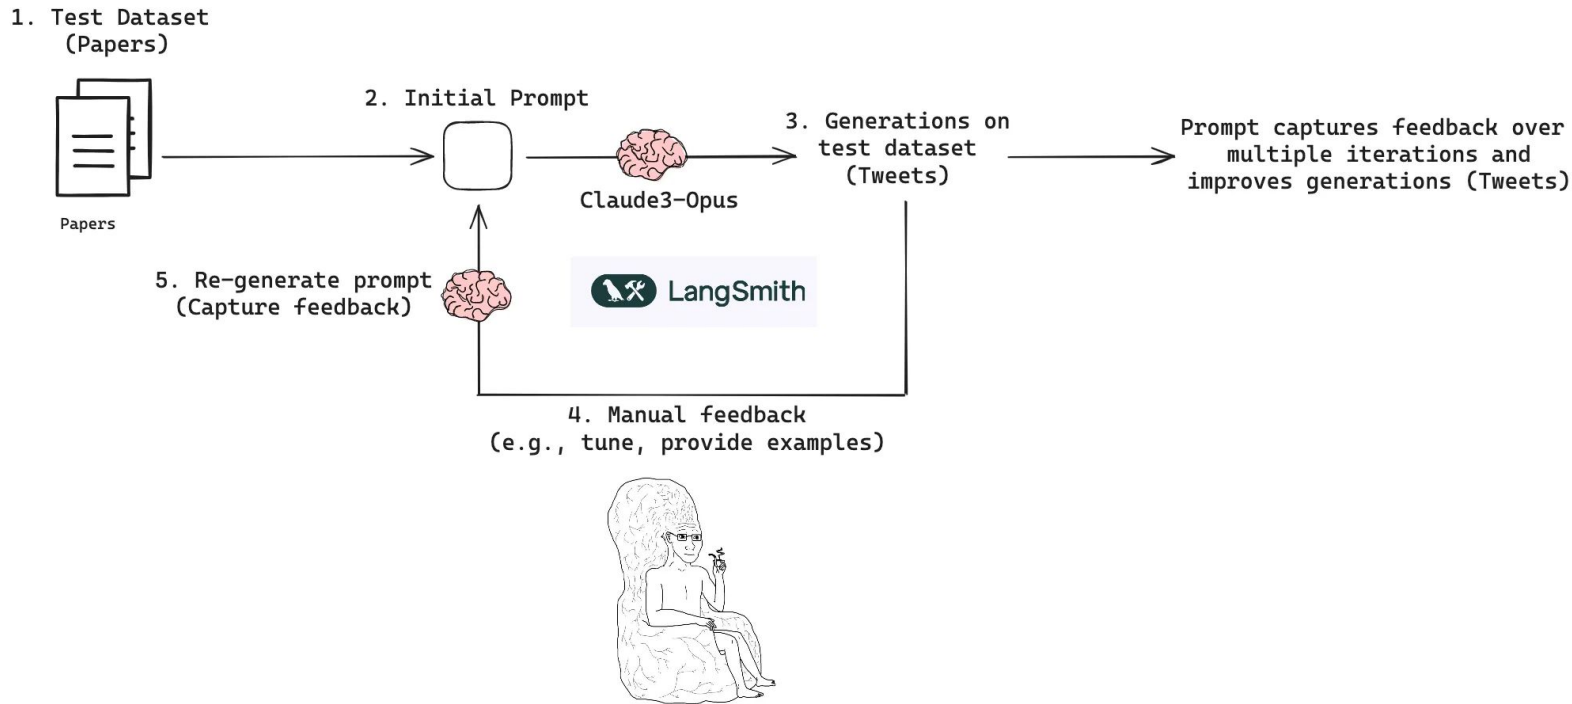 1. Test Dataset
(Papers)
Papers
2. Initial Prompt
Claude3-Opus
3. Generations on
test dataset
(Tweets)
Prompt captures feedback over
multiple iterations and
improves generations (Tweets)
5. Re-generate prompt
(Capture feedback)
LangSmith
4. Manual feedback
(e.g., tune, provide examples)